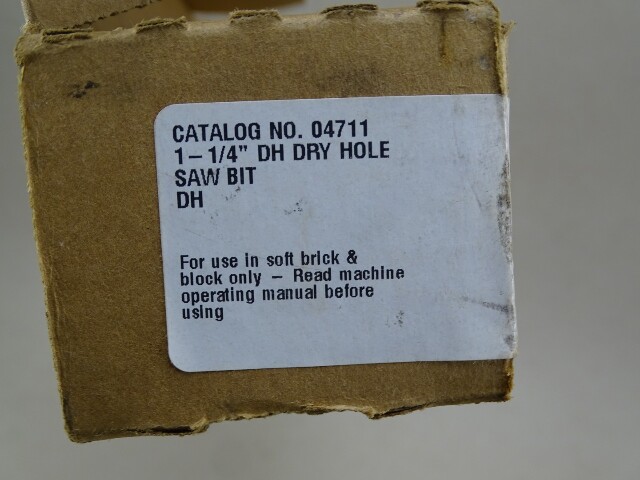 CATALOG NO. 04711
1-1/4" DH DRY HOLE
SAW BIT
DH
For use in soft brick &
block only - Read machine
operating manual before
using